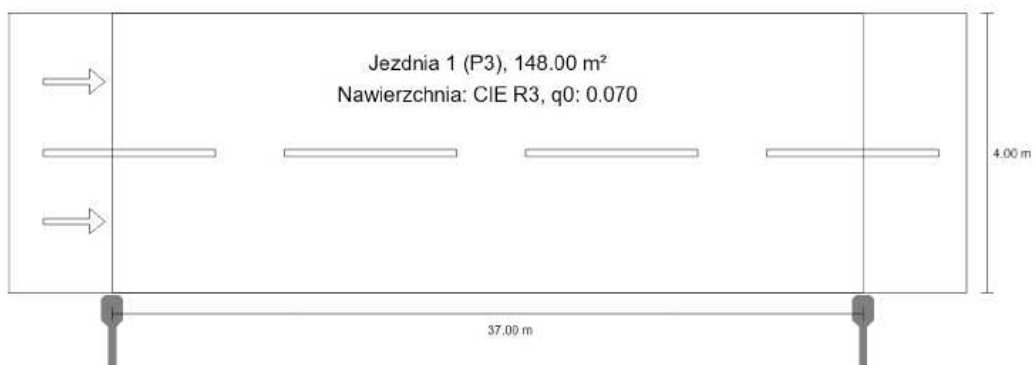 Jezdnia 1 (P3), 148.00 m²
Nawierzchnia: CIE R3, q0: 0.070
4.00 m
37.00 m